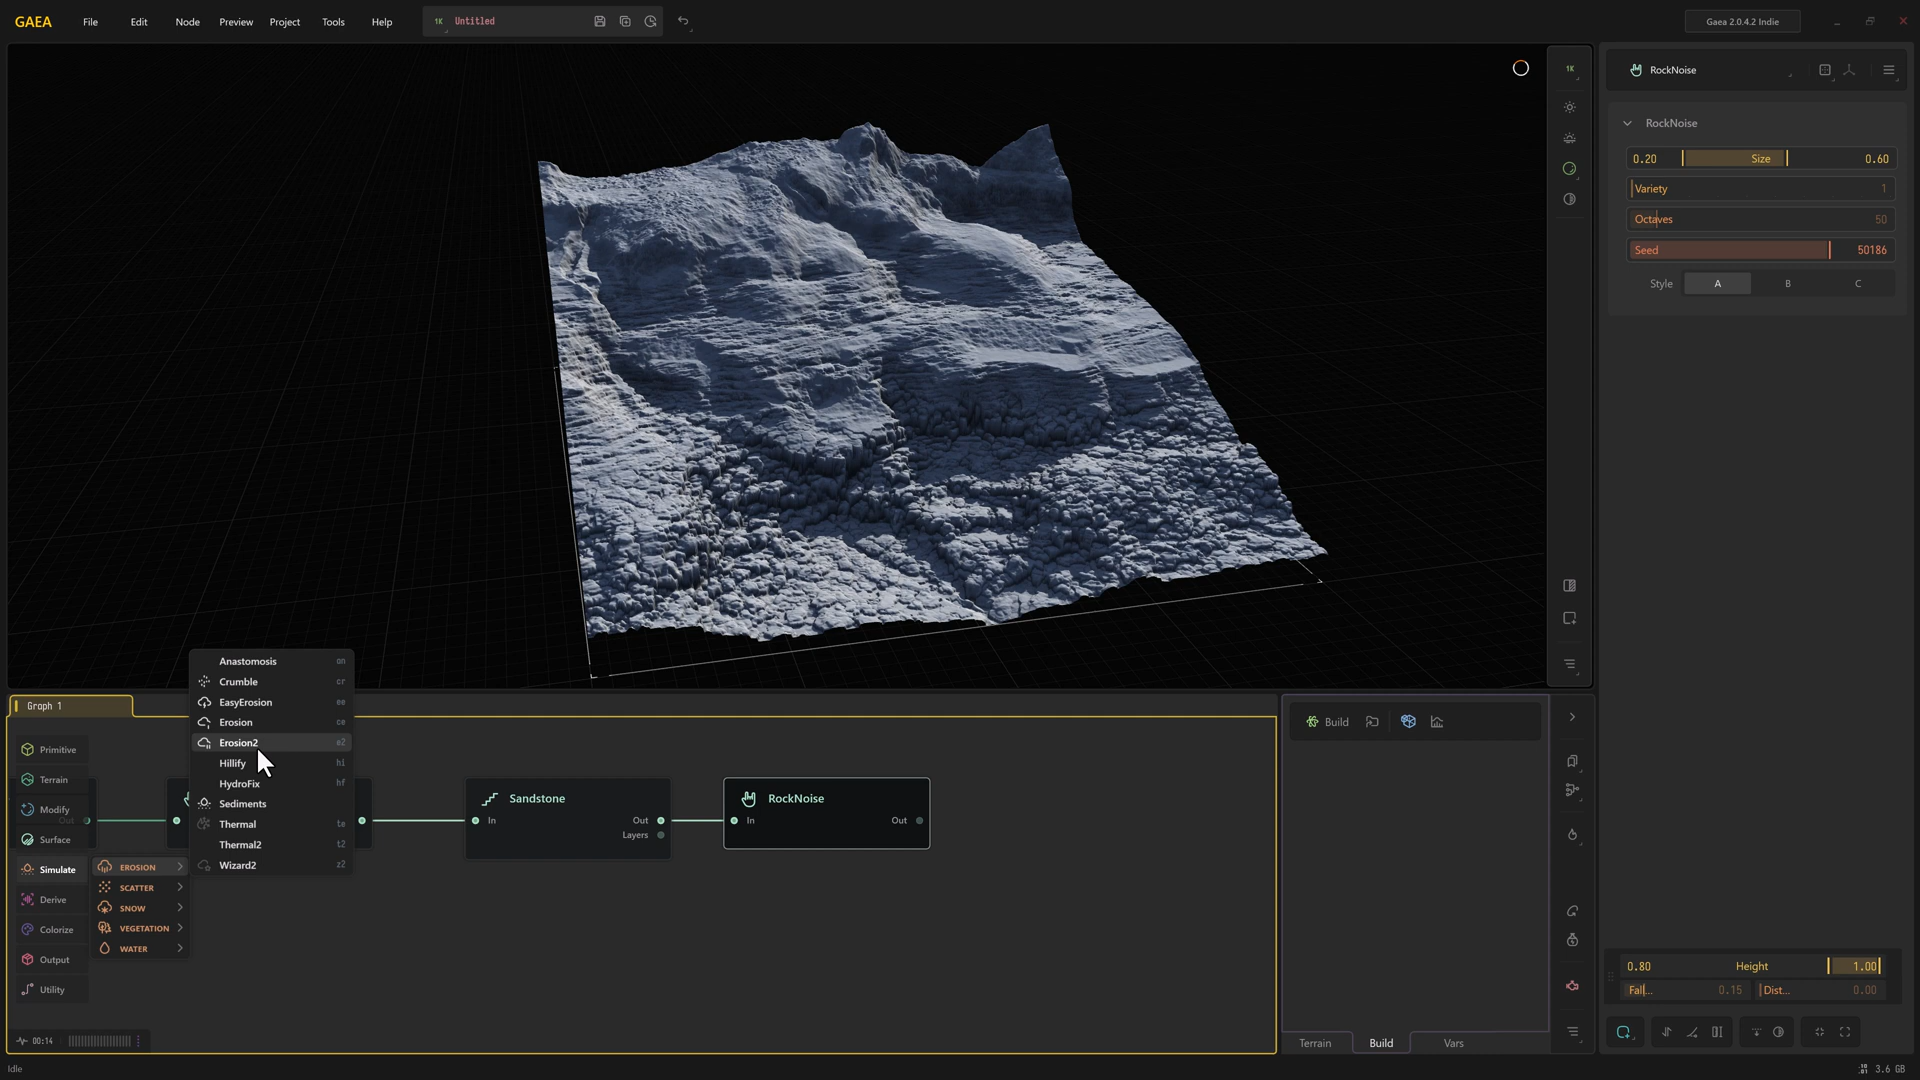 GAEA File Edit Node Preview Project Tools Help 1K Untitled Gaea 2.0.4.2 Indie
1K
RockNoise
RockNoise
0.20 Size 0.60
Variety 1
Octaves 50
Seed 50186
Style A B C
Anastomosis an
Crumble cr
EasyErosion ee
Erosion ce
Erosion2 e2
Hillify hi
HydroFix hf
Sediments
Thermal te
Thermal2 t2
Wizard2 z2
Graph 1
Primitive
Terrain
Modify
Out
Surface
Simulate
Derive
Colorize
Output
Utility
EROSION
SCATTER
SNOW
VEGETATION
WATER
Sandstone
In Out
Layers
RockNoise
In Out
Build
Terrain Build Vars
0.80 Height 1.00
Fall... 0.15 Dist... 0.00
00:14
Idle
3.6 GB